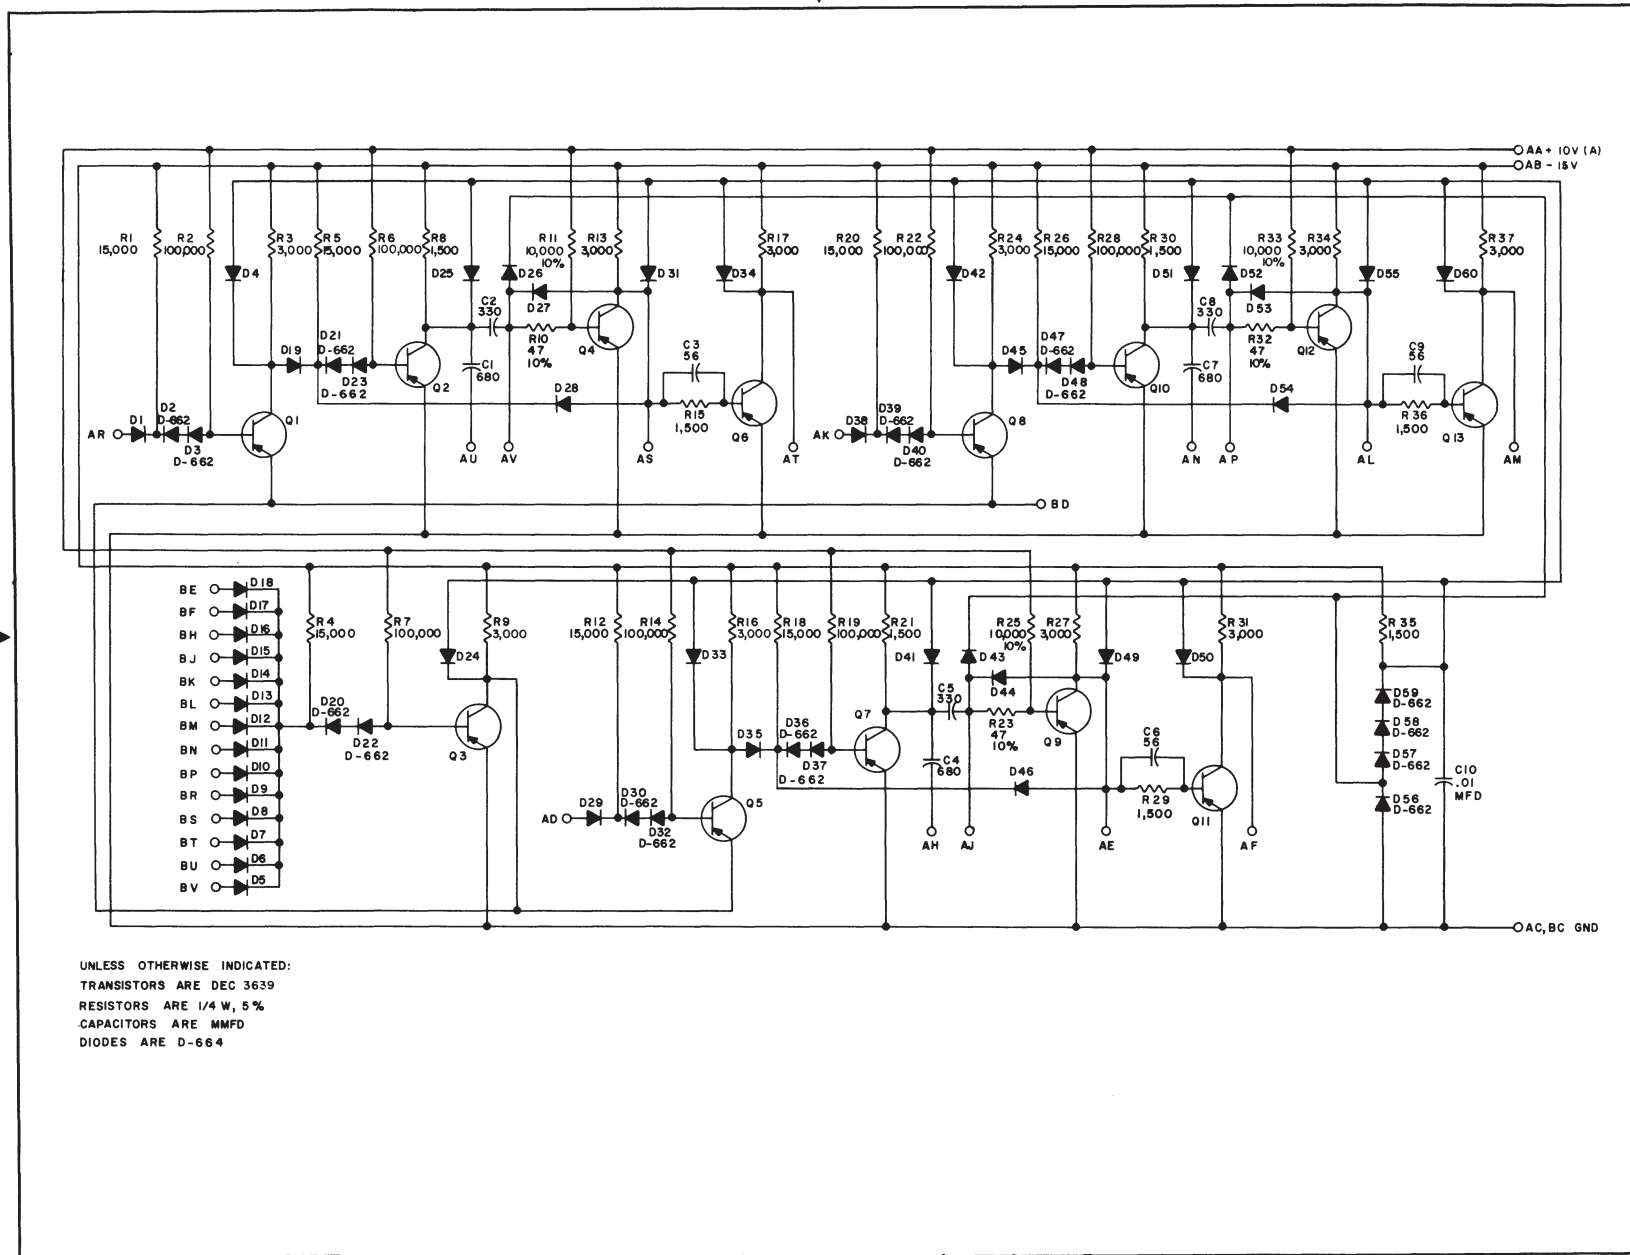 AA + 10V (A)
AB - 15V
R1 15,000
R2 100,000
D4
R3 3,000
R5 15,000
R6 100,000
R8 1,500
D25
C2 330
D26
R11 10,000 10%
D27
R13 3,000
D31
D34
R17 3,000
R20 15,000
R22 100,000
D42
R24 3,000
R26 15,000
R28 100,000
R30 1,500
D51
C8 330
D52
R33 10,000 10%
D53
R34 3,000
D55
D60
R37 3,000
D19
D21 D-662
D23 D-662
Q2
C1 680
R10 47 10%
Q4
D28
C3 56
R15 1,500
Q6
D45
D47 D-662
D48 D-662
Q10
C7 680
R32 47 10%
Q12
D54
C9 56
R36 1,500
Q13
AR
D1
D2 D-662
D3 D-662
Q1
AU
AV
AS
AT
AK
D38
D39 D-662
D40 D-662
Q8
AN
AP
AL
AM
BD
BE D18
BF D17
BH D16
BJ D15
BK D14
BL D13
BM D12
BN D11
BP D10
BR D9
BS D8
BT D7
BU D6
BV D5
R4 15,000
R7 100,000
D24
R9 3,000
R12 15,000
R14 100,000
D33
R16 3,000
R18 15,000
R19 100,000
R21 1,500
D41
C5 330
D43
R25 10,000 10%
D44
R27 3,000
D49
D50
R31 3,000
R35 1,500
D20 D-662
D22 D-662
Q3
D35
D36 D-662
D37 D-662
Q7
C4 680
R23 47 10%
Q9
D46
C6 56
R29 1,500
Q11
D59 D-662
D58 D-662
D57 D-662
D56 D-662
C10 .01 MFD
AD
D29
D30 D-662
D32 D-662
Q5
AH
AJ
AE
AF
AC,BC GND
UNLESS OTHERWISE INDICATED:
TRANSISTORS ARE DEC 3639
RESISTORS ARE 1/4 W, 5%
CAPACITORS ARE MMFD
DIODES ARE D-664